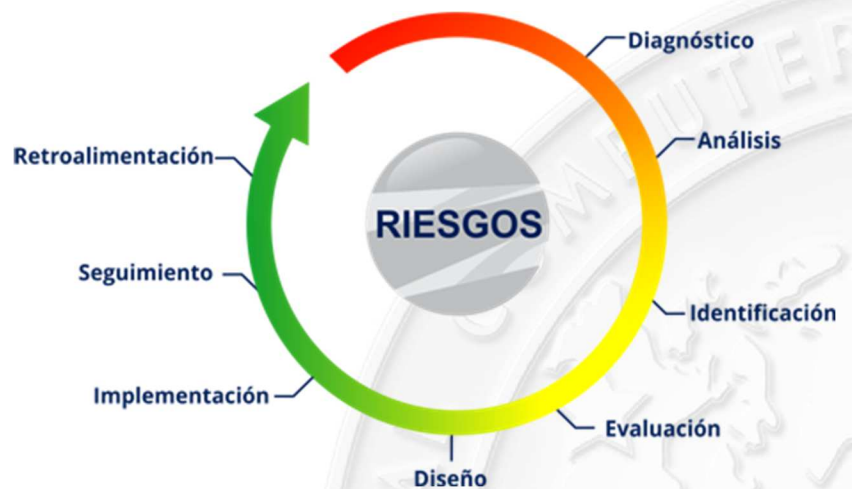 Diagnóstico
Análisis
Identificación
Evaluación
Diseño
Implementación
Seguimiento
Retroalimentación
RIESGOS